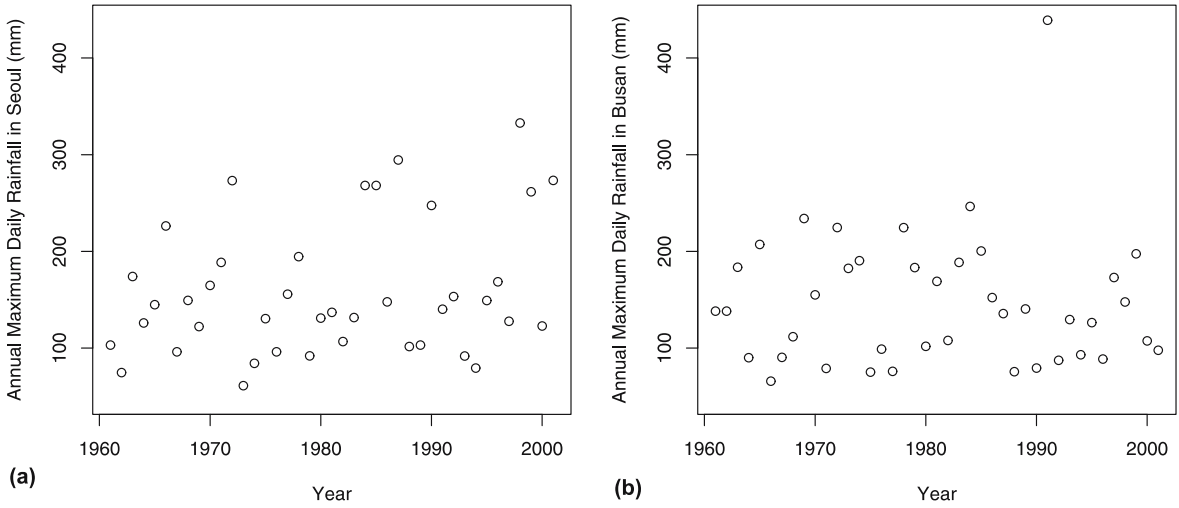 Annual Maximum Daily Rainfall in Seoul (mm)
400
300
200
100
1960 1970 1980 1990 2000
(a)
Year
Annual Maximum Daily Rainfall in Busan (mm)
400
300
200
100
1960 1970 1980 1990 2000
(b)
Year